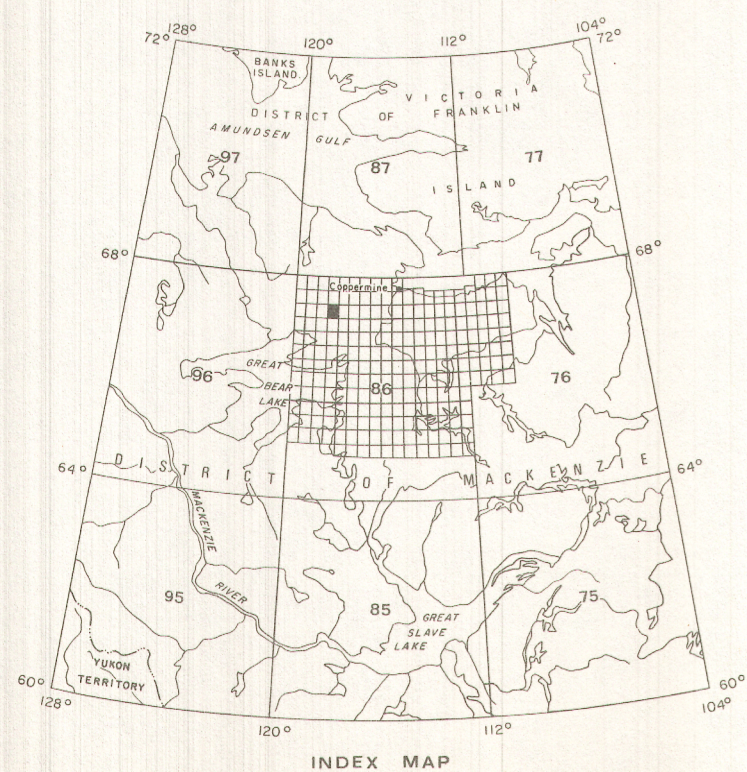 128° 120° 112° 104°
72° 72°
BANKS
ISLAND
VICTORIA
DISTRICT OF FRANKLIN
AMUNDSEN GULF
97 87 77
ISLAND
68° 68°
Coppermine
GREAT
96 86 76
BEAR
LAKE
DISTRICT OF MACKENZIE
64° 64°
MACKENZIE
RIVER
95 85 75
GREAT
SLAVE
LAKE
YUKON
TERRITORY
60° 60°
128° 120° 112° 104°
INDEX MAP